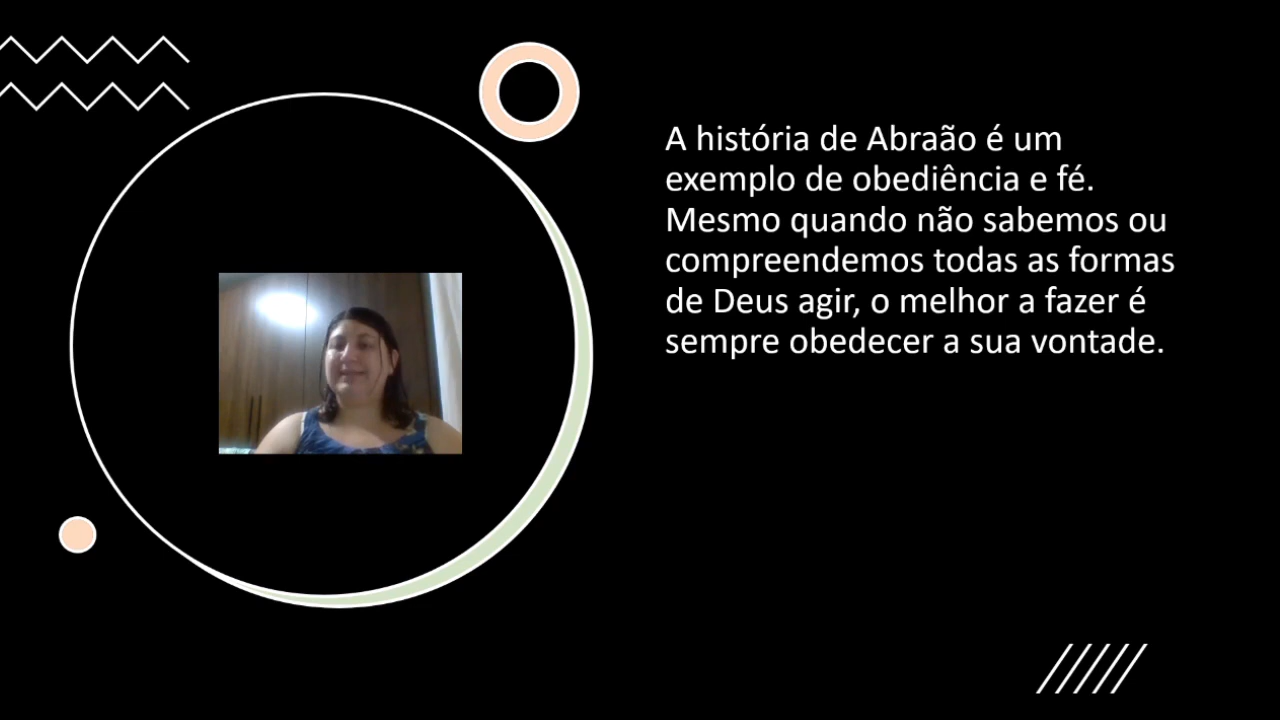 A história de Abraão é um
exemplo de obediência e fé.
Mesmo quando não sabemos ou
compreendemos todas as formas
de Deus agir, o melhor a fazer é
sempre obedecer a sua vontade.